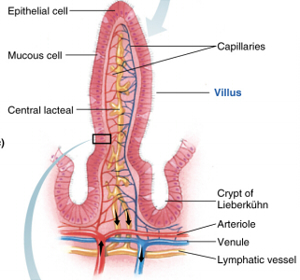 Epithelial cell
Mucous cell
Capillaries
Villus
Central lacteal
Crypt of
Lieberkühn
Arteriole
Venule
Lymphatic vessel